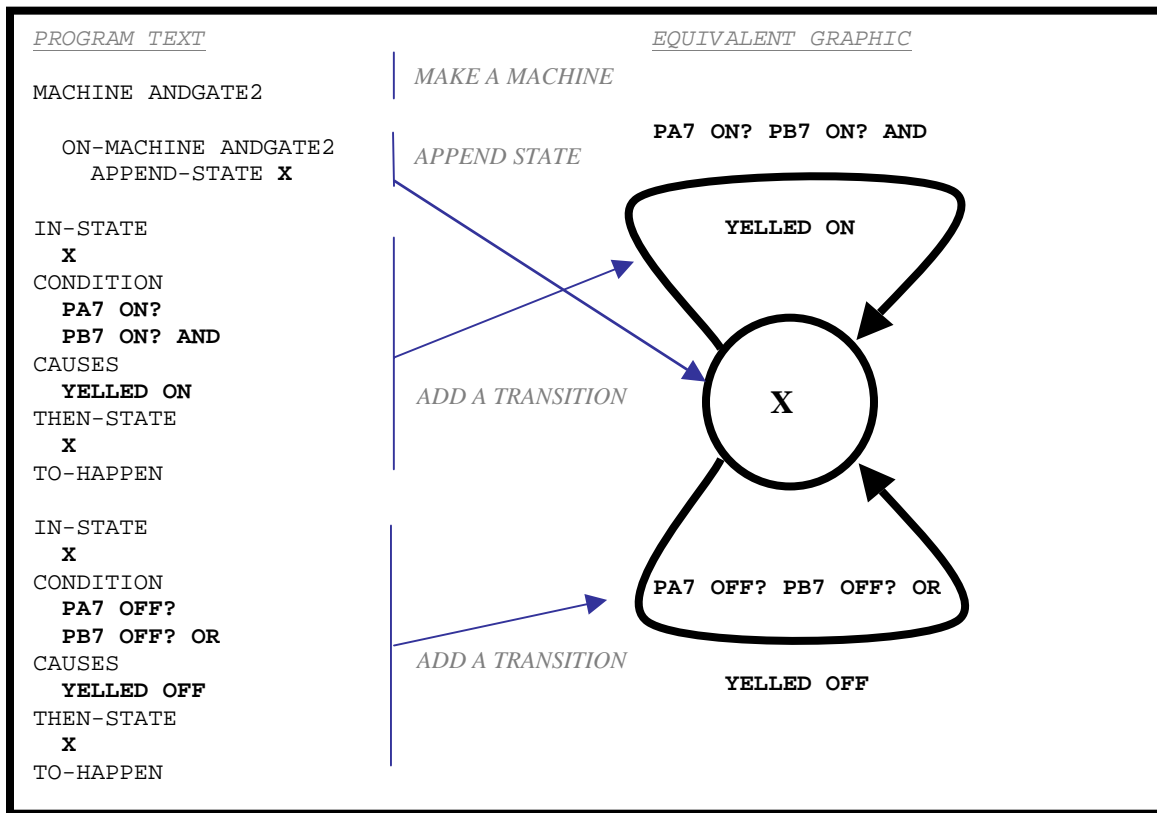 PROGRAM TEXT
MACHINE ANDGATE2
ON-MACHINE ANDGATE2
APPEND-STATE X
IN-STATE
X
CONDITION
PA7 ON?
PB7 ON? AND
CAUSES
YELLED ON
THEN-STATE
X
TO-HAPPEN
IN-STATE
X
CONDITION
PA7 OFF?
PB7 OFF? OR
CAUSES
YELLED OFF
THEN-STATE
X
TO-HAPPEN
MAKE A MACHINE
APPEND STATE
ADD A TRANSITION
ADD A TRANSITION
EQUIVALENT GRAPHIC
PA7 ON? PB7 ON? AND
YELLED ON
X
PA7 OFF? PB7 OFF? OR
YELLED OFF